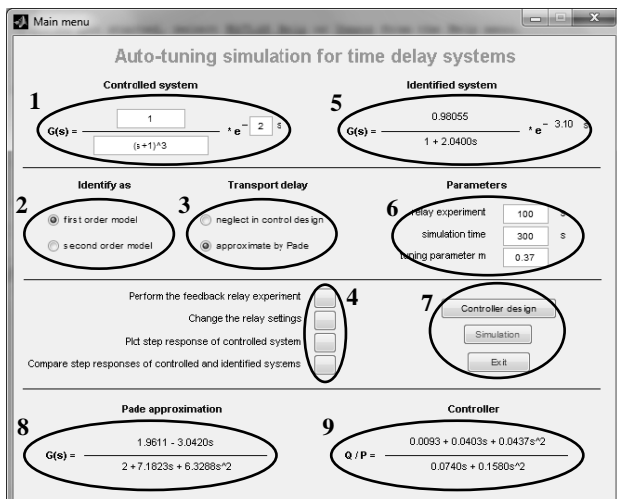 Main menu
Auto-tuning simulation for time delay systems
Controlled system
Identified system
1
G(s) = 1 / (s+1)^3 * e^- 2 s
5
G(s) = 0.98055 / 1 + 2.0400s * e^- 3.10 s
Identify as
Transport delay
Parameters
2
first order model
second order model
3
neglect in control design
approximate by Pade
6
relay experiment 100 s
simulation time 300 s
tuning parameter m 0.37
Perform the feedback relay experiment
Change the relay settings
Plot step response of controlled system
Compare step responses of controlled and identified systems
4
7
Controller design
Simulation
Exit
Pade approximation
Controller
8
G(s) = 1.9611 - 3.0420s / 2 + 7.1823s + 6.3288s^2
9
Q / P = 0.0093 + 0.0403s + 0.0437s^2 / 0.0740s + 0.1580s^2